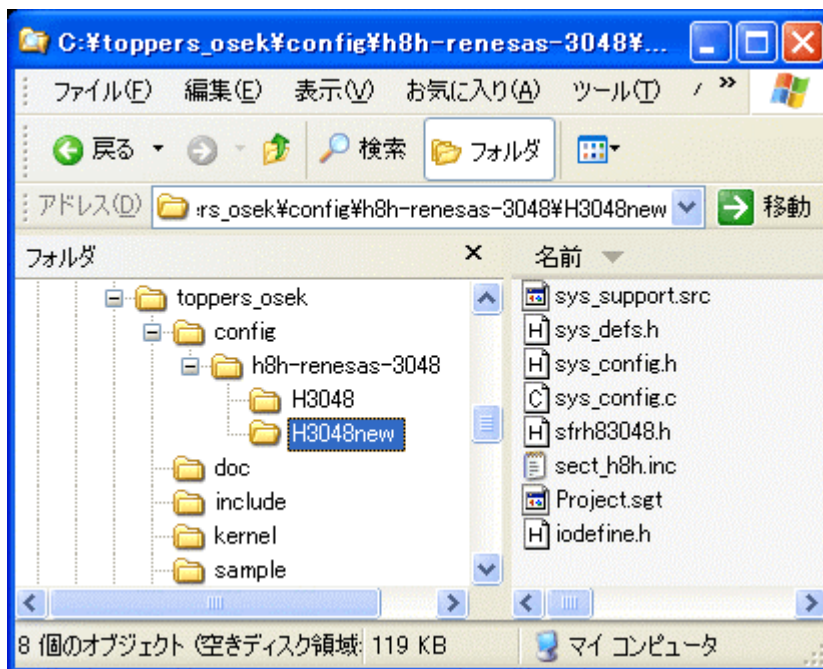 C:¥toppers_osek¥config¥h8h-renesas-3048¥...
ファイル(F) 編集(E) 表示(V) お気に入り(A) ツール(T) »
戻る 検索 フォルダ
アドレス(D) rs_osek¥config¥h8h-renesas-3048¥H3048new 移動
フォルダ × 名前
toppers_osek
config
h8h-renesas-3048
H3048
H3048new
doc
include
kernel
sample
sys_support.src
sys_defs.h
sys_config.h
sys_config.c
sfrh83048.h
sect_h8h.inc
Project.sgt
iodefine.h
8 個のオブジェクト (空きディスク領域: 119 KB マイ コンピュータ